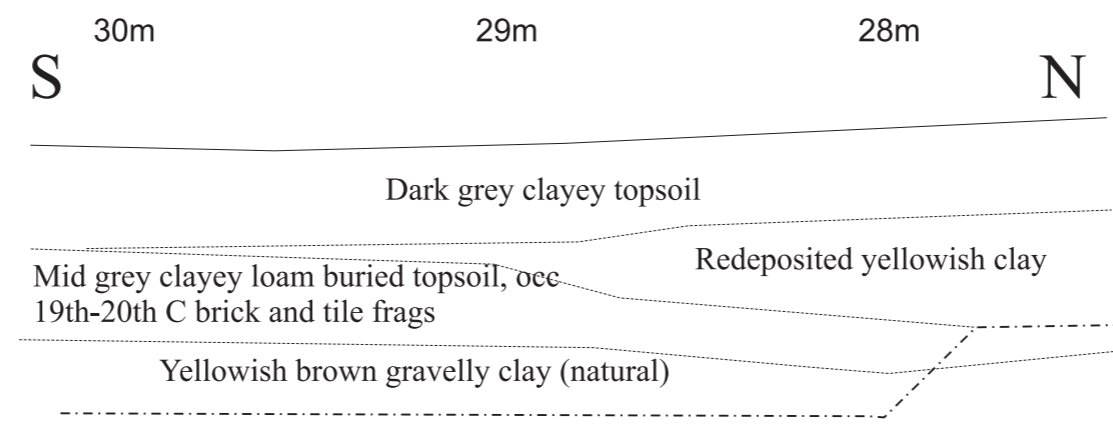 30m 29m 28m
S N
Dark grey clayey topsoil
Redeposited yellowish clay
Mid grey clayey loam buried topsoil, occ
19th-20th C brick and tile frags
Yellowish brown gravelly clay (natural)